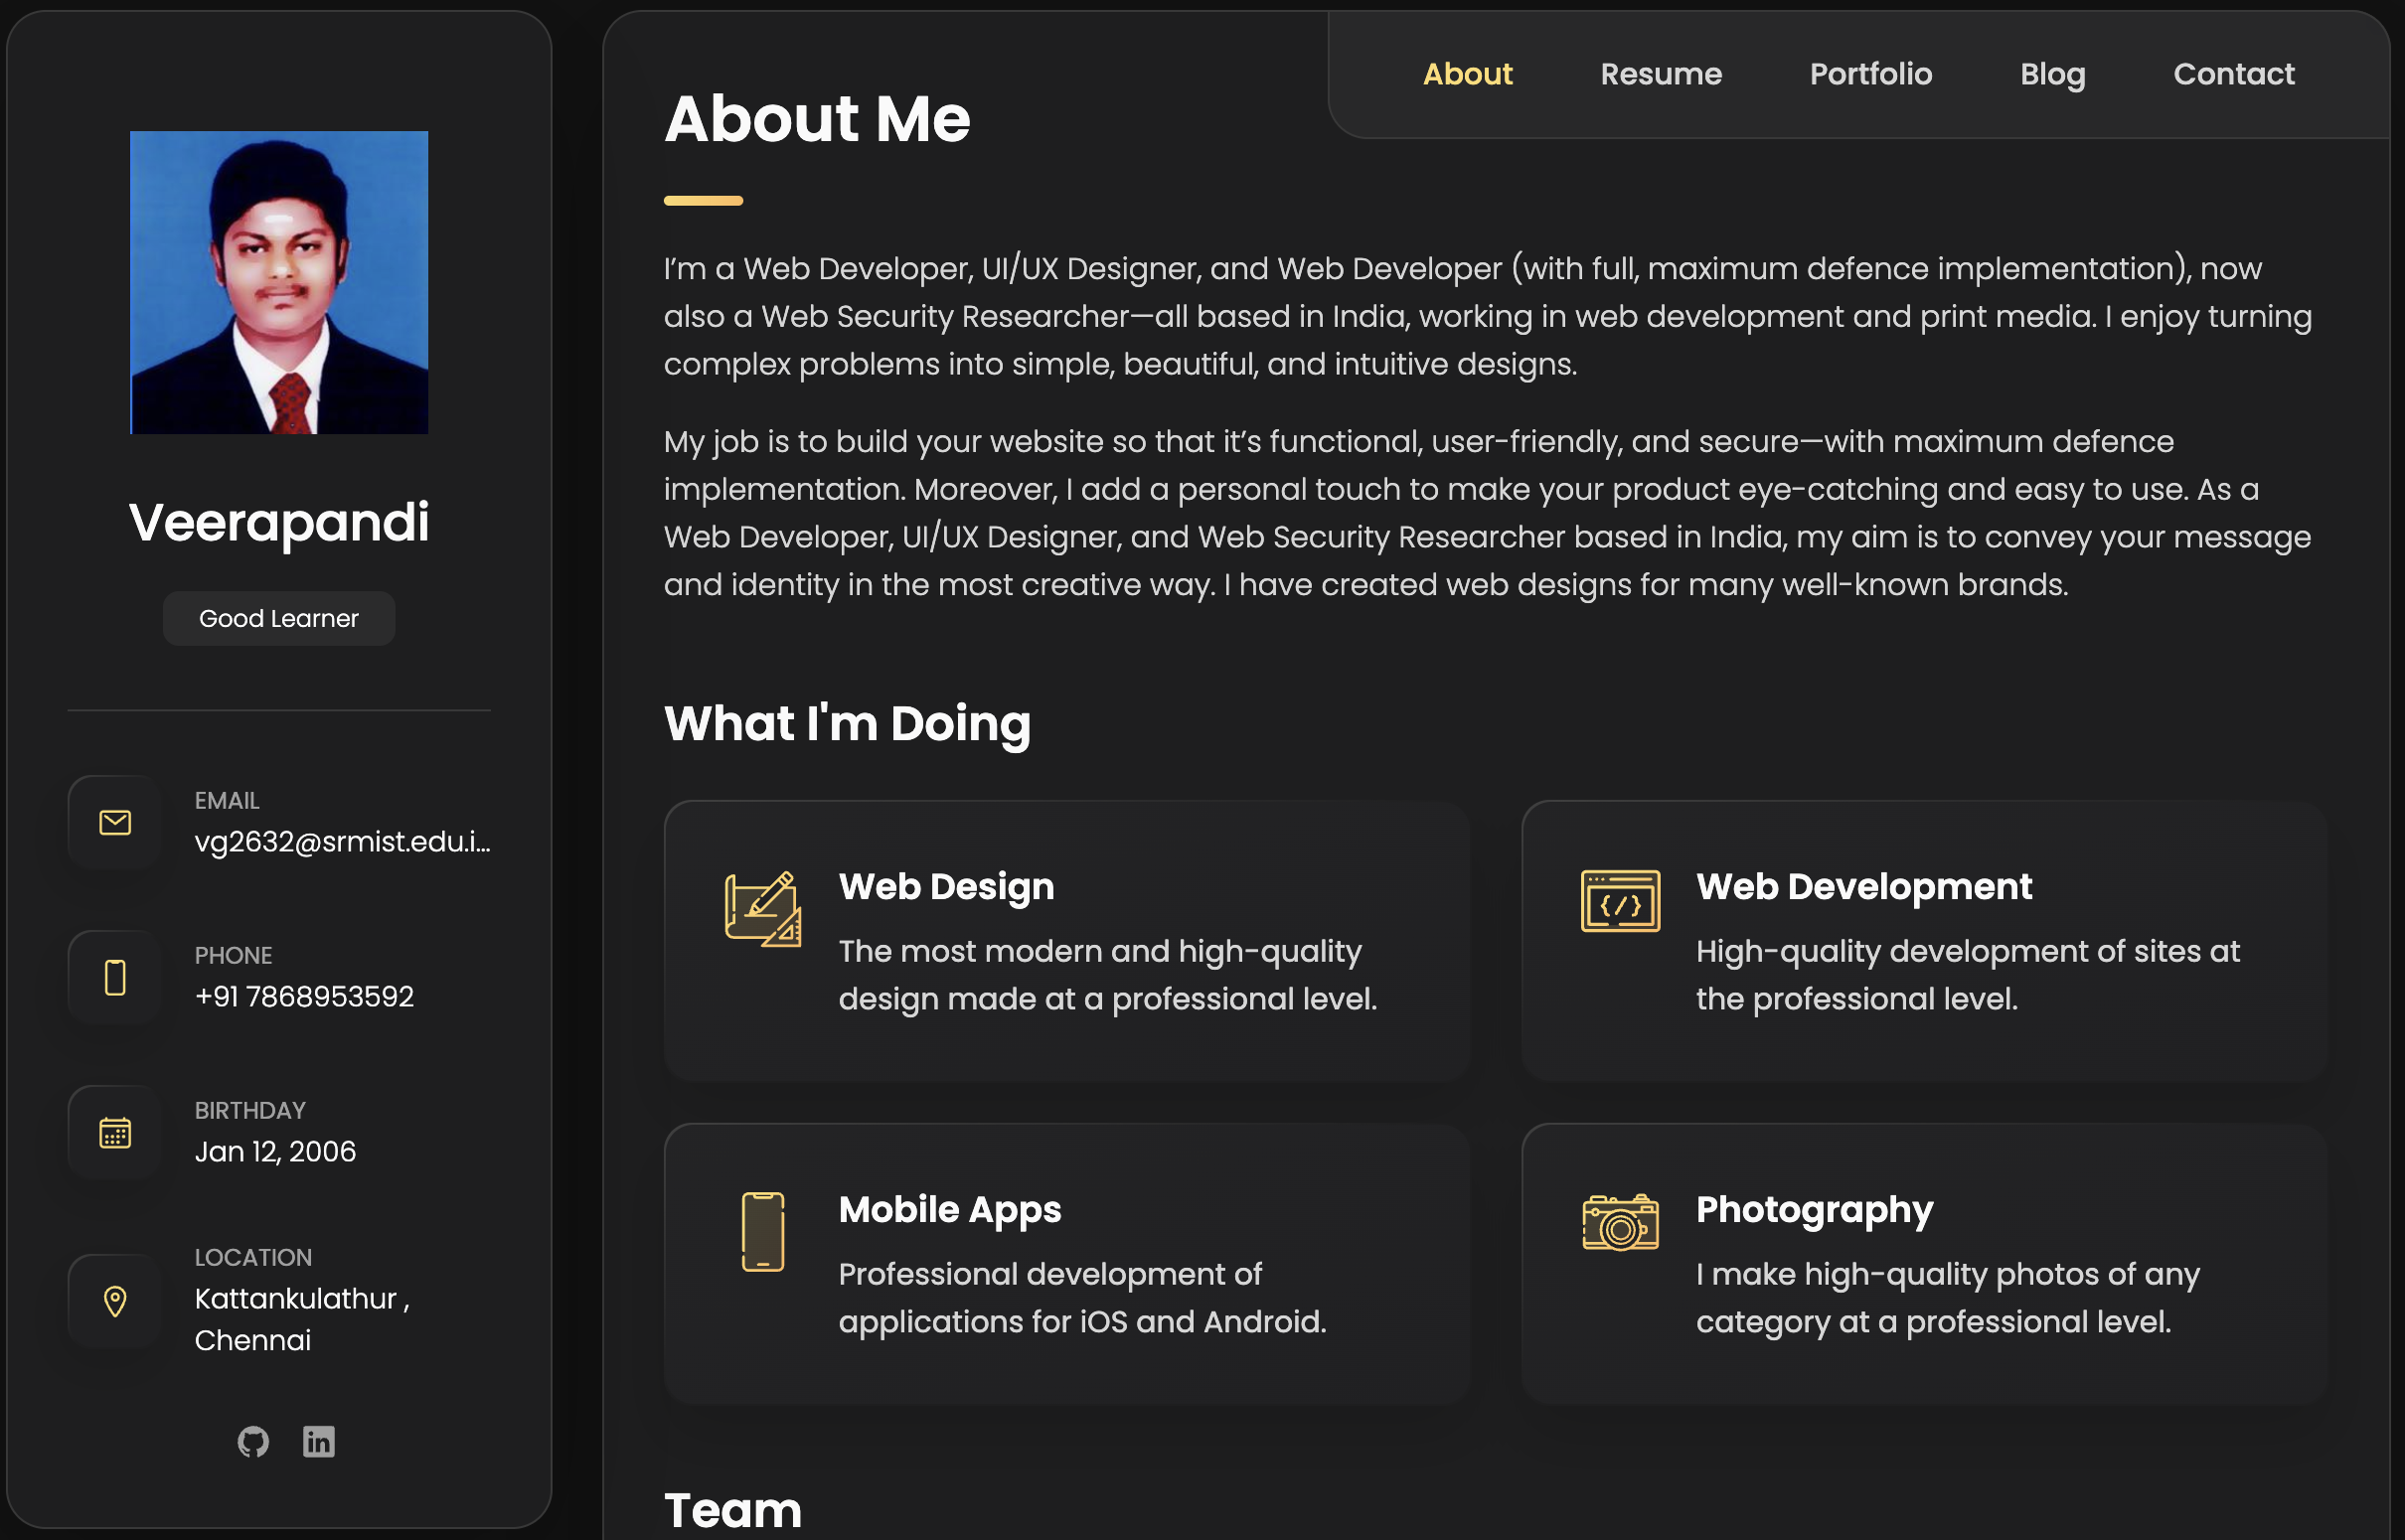 Veerapandi
Good Learner
EMAIL
vg2632@srmist.edu.i...
PHONE
+91 7868953592
BIRTHDAY
Jan 12, 2006
LOCATION
Kattankulathur ,
Chennai
About Resume Portfolio Blog Contact
About Me
I’m a Web Developer, UI/UX Designer, and Web Developer (with full, maximum defence implementation), now
also a Web Security Researcher—all based in India, working in web development and print media. I enjoy turning
complex problems into simple, beautiful, and intuitive designs.
My job is to build your website so that it’s functional, user-friendly, and secure—with maximum defence
implementation. Moreover, I add a personal touch to make your product eye-catching and easy to use. As a
Web Developer, UI/UX Designer, and Web Security Researcher based in India, my aim is to convey your message
and identity in the most creative way. I have created web designs for many well-known brands.
What I'm Doing
Web Design
The most modern and high-quality
design made at a professional level.
Web Development
High-quality development of sites at
the professional level.
Mobile Apps
Professional development of
applications for iOS and Android.
Photography
I make high-quality photos of any
category at a professional level.
Team